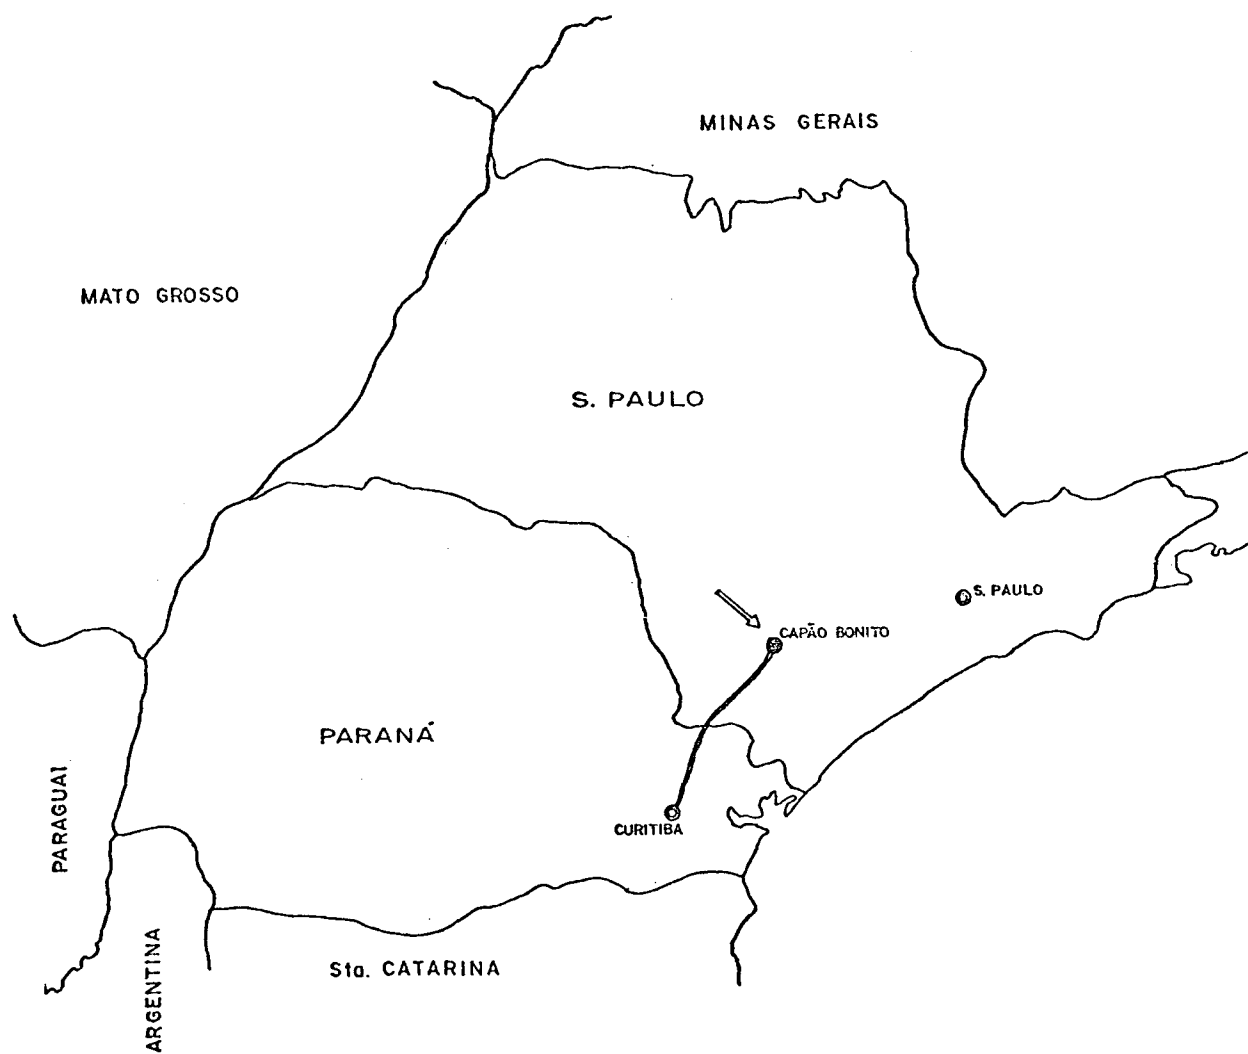 MINAS GERAIS
MATO GROSSO
S. PAULO
S. PAULO
CAPÃO BONITO
PARANÁ
CURITIBA
PARAGUAI
ARGENTINA
Sta. CATARINA